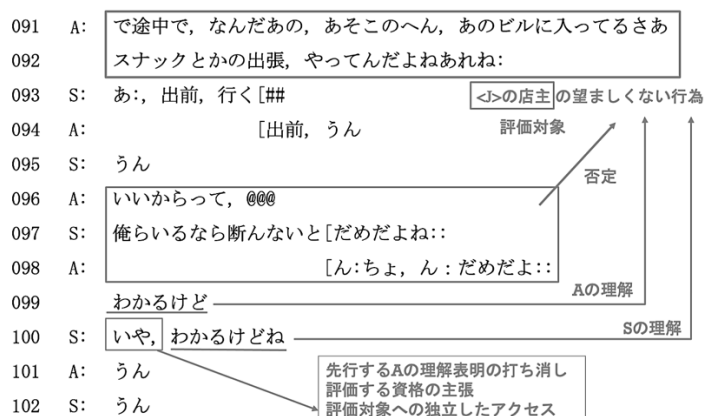 091 A: で途中で, なんだあの, あそこのへん, あのビルに入ってるさあ
092 スナックとかの出張, やってんだよねあれね:
093 S: あ:, 出前, 行く[##
<J>の店主の望ましくない行為
094 A: [出前, うん
評価対象
095 S: うん
否定
096 A: いいからって, @@@
097 S: 俺らいるなら断んないと[だめだよね::
098 A: [ん:ちょ, ん:だめだよ::
Aの理解
099 わかるけど
Sの理解
100 S: いや, わかるけどね
101 A: うん
先行するAの理解表明の打ち消し
評価する資格の主張
102 S: うん
評価対象への独立したアクセス